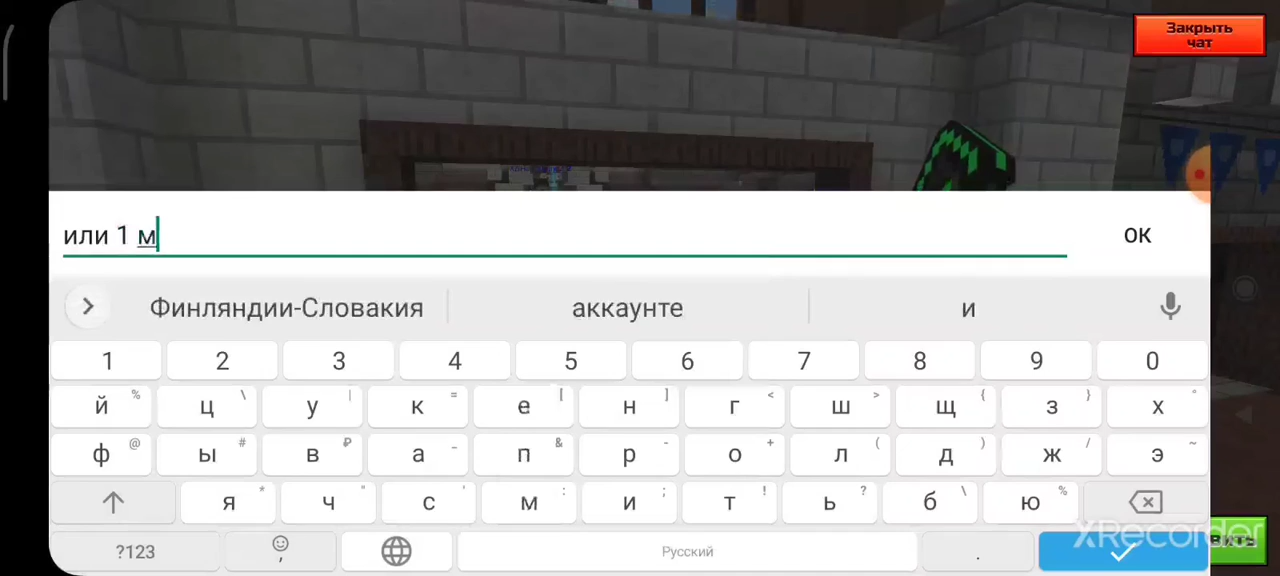 Закрыть
чат
или 1 м
ОК
Финляндии-Словакия аккаунте и
1 2 3 4 5 6 7 8 9 0
й % ц \ у | к = е [ н ] г < ш > щ { з } х °
ф @ ы # в ₽ а _ п & р - о + л ( д ) ж / э ~
я * ч " с ' м : и ; т ! ь ? б \ ю %
?123 , Русский .
XRecorder
вить